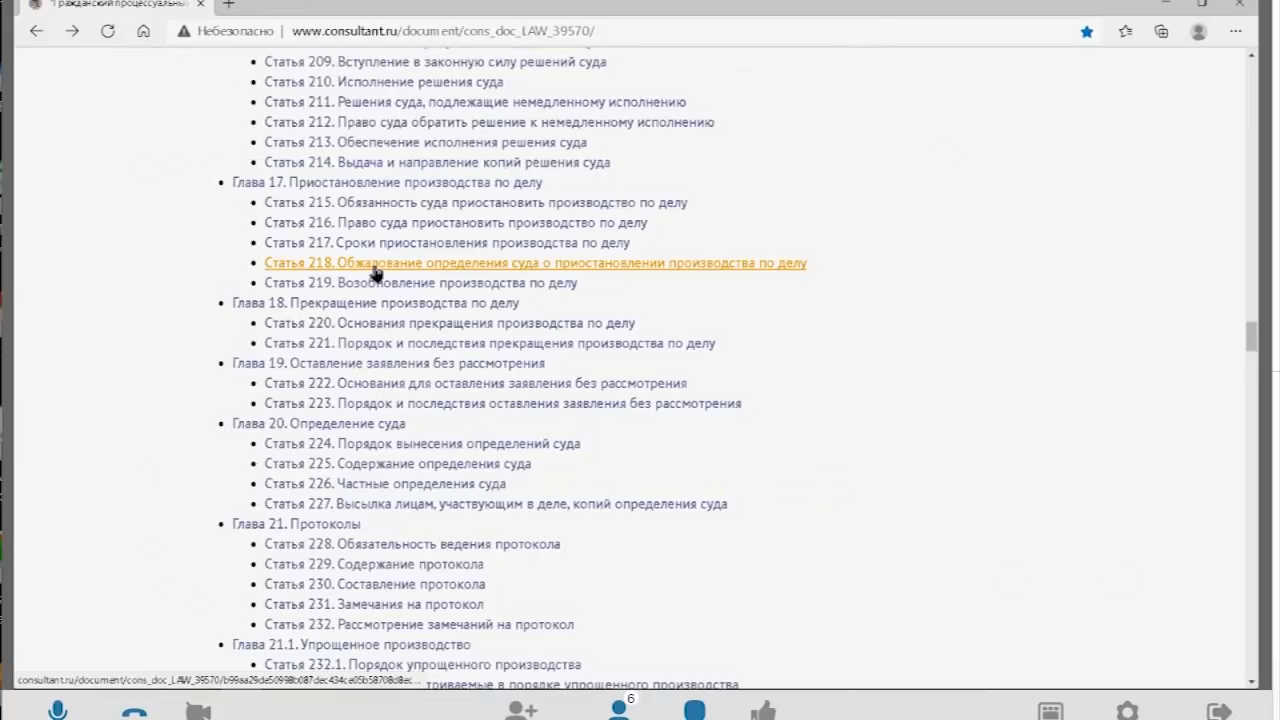 "Гражданский процессуальны
Небезопасно | www.consultant.ru/document/cons_doc_LAW_39570/
Статья 209. Вступление в законную силу решений суда
Статья 210. Исполнение решения суда
Статья 211. Решения суда, подлежащие немедленному исполнению
Статья 212. Право суда обратить решение к немедленному исполнению
Статья 213. Обеспечение исполнения решения суда
Статья 214. Выдача и направление копий решения суда
Глава 17. Приостановление производства по делу
Статья 215. Обязанность суда приостановить производство по делу
Статья 216. Право суда приостановить производство по делу
Статья 217. Сроки приостановления производства по делу
Статья 218. Обжалование определения суда о приостановлении производства по делу
Статья 219. Возобновление производства по делу
Глава 18. Прекращение производства по делу
Статья 220. Основания прекращения производства по делу
Статья 221. Порядок и последствия прекращения производства по делу
Глава 19. Оставление заявления без рассмотрения
Статья 222. Основания для оставления заявления без рассмотрения
Статья 223. Порядок и последствия оставления заявления без рассмотрения
Глава 20. Определение суда
Статья 224. Порядок вынесения определений суда
Статья 225. Содержание определения суда
Статья 226. Частные определения суда
Статья 227. Высылка лицам, участвующим в деле, копий определения суда
Глава 21. Протоколы
Статья 228. Обязательность ведения протокола
Статья 229. Содержание протокола
Статья 230. Составление протокола
Статья 231. Замечания на протокол
Статья 232. Рассмотрение замечаний на протокол
Глава 21.1. Упрощенное производство
Статья 232.1. Порядок упрощенного производства
триваемые в порядке упрощенного производства
6